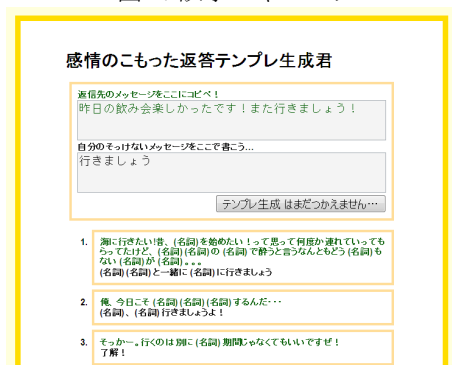 感情のこもった返答テンプレ生成君
返信先のメッセージをここにコピペ！
昨日の飲み会楽しかったです！また行きましょう！
自分のそっけないメッセージをここで書こう...
行きましょう
テンプレ生成 はまだつかえません…
1. 海に行きたい!昔、(名詞)を始めたい！って思って何度か連れていっても
らってたけど、(名詞)(名詞)の (名詞)で酔うと言うなんともどう (名詞)も
ない (名詞)が (名詞)。。。
(名詞)(名詞)と一緒に (名詞)に行きましょう
2. 俺、今日こそ (名詞)(名詞)(名詞)するんだ・・・
(名詞)、(名詞)行きましょうよ！
3. そっかー。行くのは 別に (名詞) 期間じゃなくてもいいですぜ！
了解！